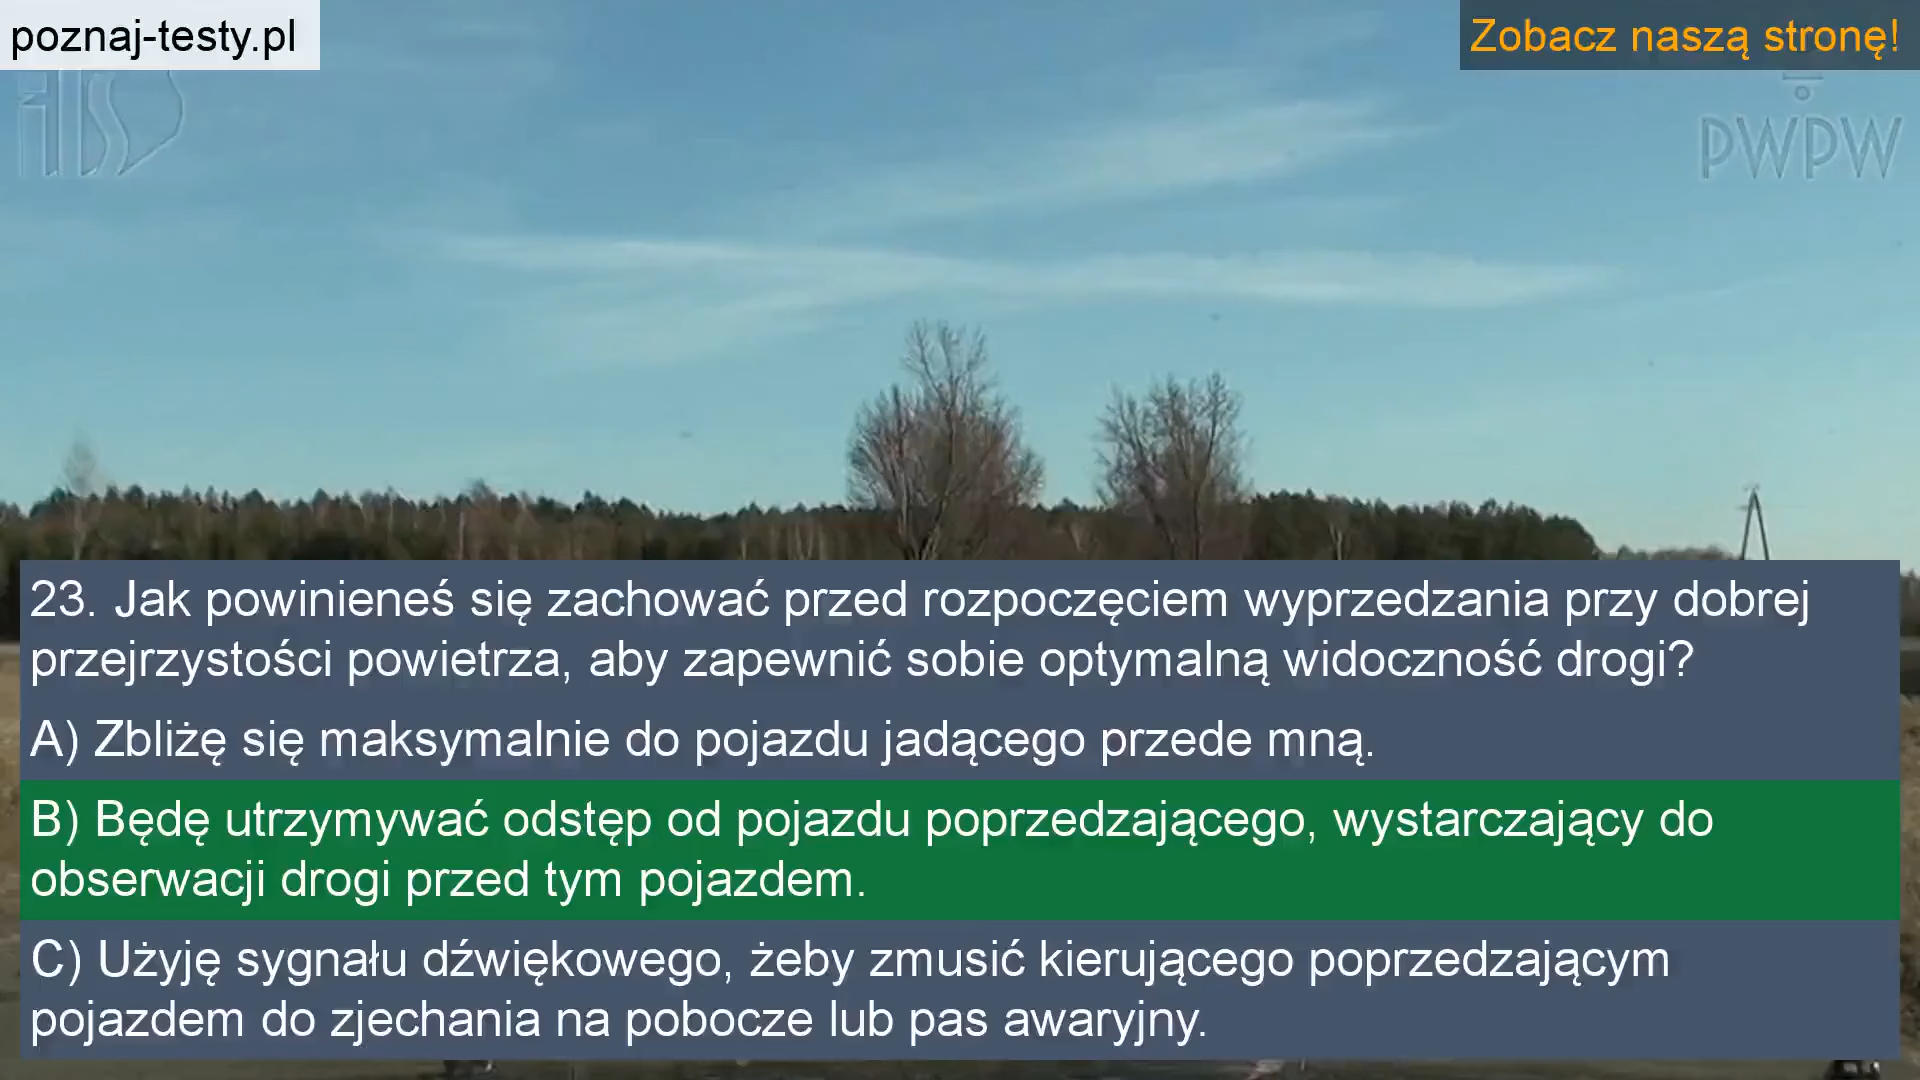 poznaj-testy.pl
Zobacz naszą stronę!
ITS
PWPW
23. Jak powinieneś się zachować przed rozpoczęciem wyprzedzania przy dobrej
przejrzystości powietrza, aby zapewnić sobie optymalną widoczność drogi?
A) Zbliżę się maksymalnie do pojazdu jadącego przede mną.
B) Będę utrzymywać odstęp od pojazdu poprzedzającego, wystarczający do
obserwacji drogi przed tym pojazdem.
C) Użyję sygnału dźwiękowego, żeby zmusić kierującego poprzedzającym
pojazdem do zjechania na pobocze lub pas awaryjny.